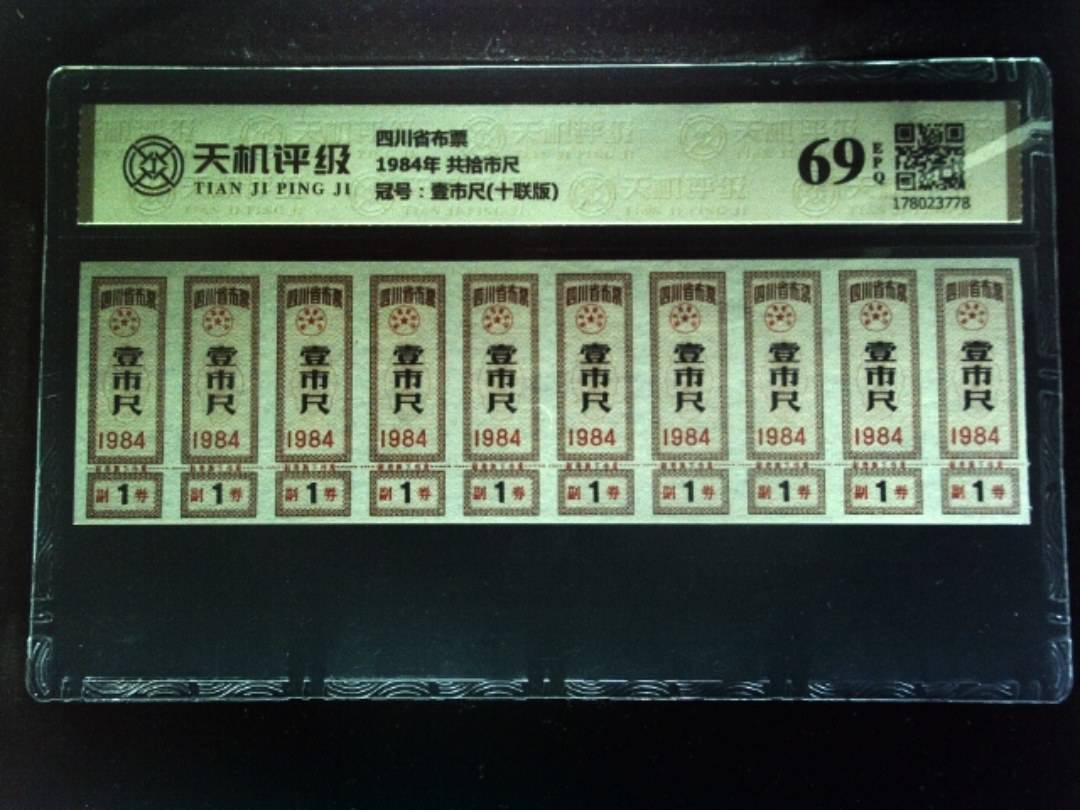 天机评级
TIAN JI PING JI
四川省布票
1984年 共拾市尺
冠号：壹市尺(十联版)
69
EPQ
178023778
四川省布票 四川省布票 四川省布票 四川省布票 四川省布票 四川省布票 四川省布票 四川省布票 四川省布票 四川省布票
壹市尺 壹市尺 壹市尺 壹市尺 壹市尺 壹市尺 壹市尺 壹市尺 壹市尺 壹市尺
1984 1984 1984 1984 1984 1984 1984 1984 1984 1984
副1券 副1券 副1券 副1券 副1券 副1券 副1券 副1券 副1券 副1券